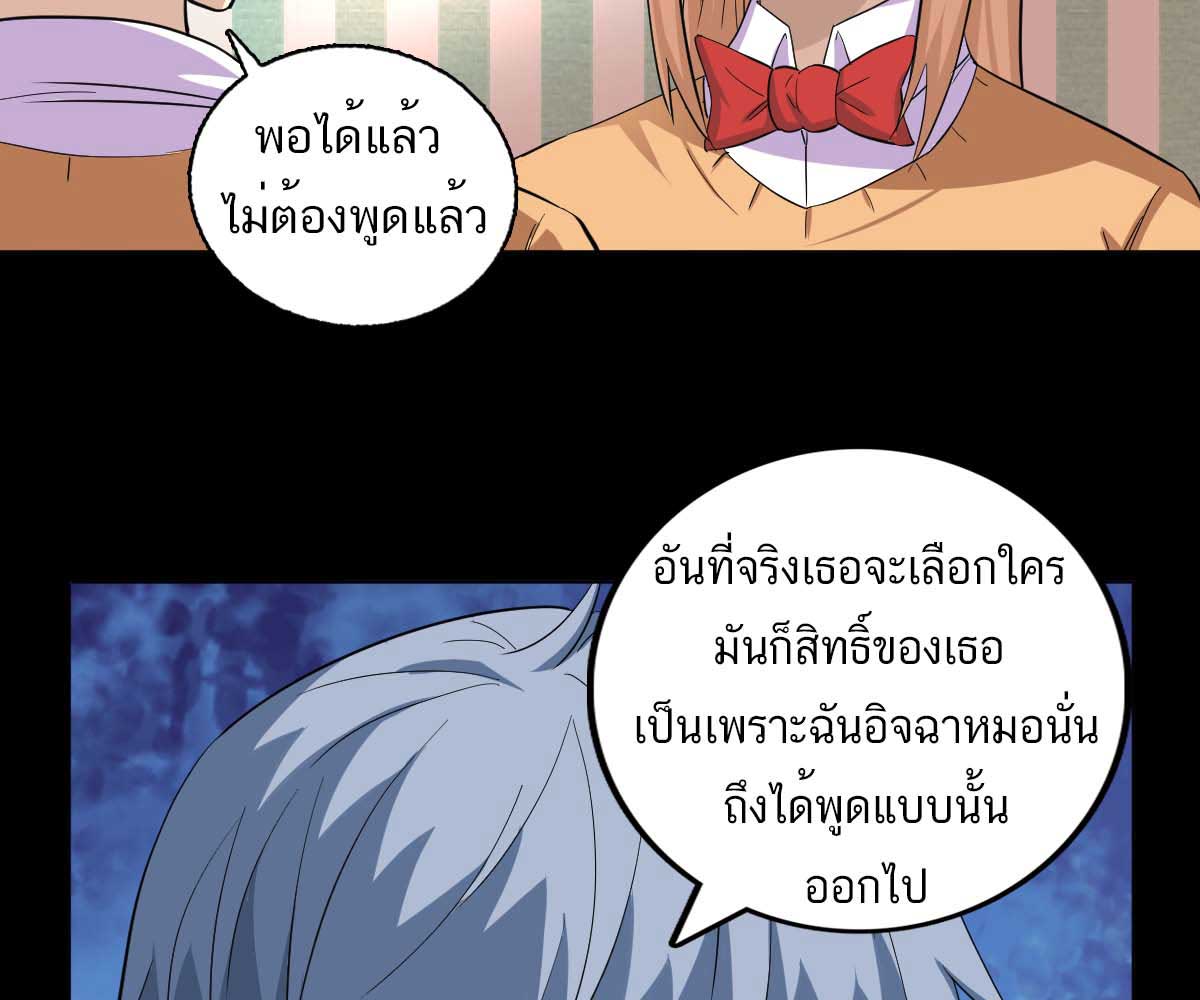 พอได้แล้ว
ไม่ต้องพูดแล้ว
อันที่จริงเธอจะเลือกใคร
มันก็สิทธิ์ของเธอ
เป็นเพราะฉันอิจฉาหมอนั่น
ถึงได้พูดแบบนั้น
ออกไป